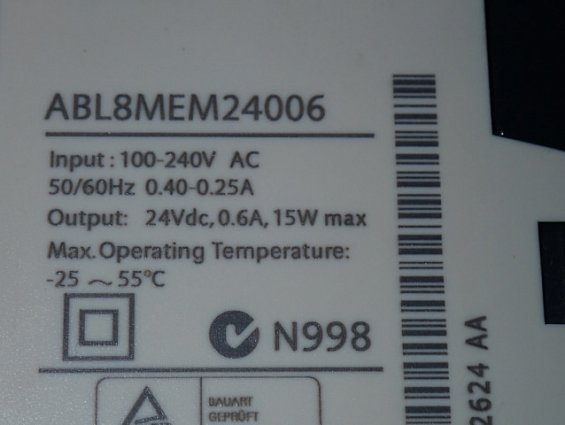 ABL8MEM24006
Input : 100-240V AC
50/60Hz 0.40-0.25A
Output: 24Vdc, 0.6A, 15W max
Max. Operating Temperature:
-25 ~ 55°C
N998
BAUART
GEPRÜFT
2624 AA